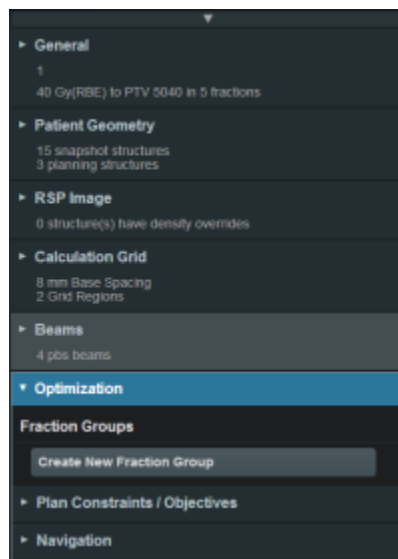 General
1
40 Gy(RBE) to PTV 5040 in 5 fractions
Patient Geometry
15 snapshot structures
3 planning structures
RSP Image
0 structure(s) have density overrides
Calculation Grid
8 mm Base Spacing
2 Grid Regions
Beams
4 pbs beams
Optimization
Fraction Groups
Create New Fraction Group
Plan Constraints / Objectives
Navigation